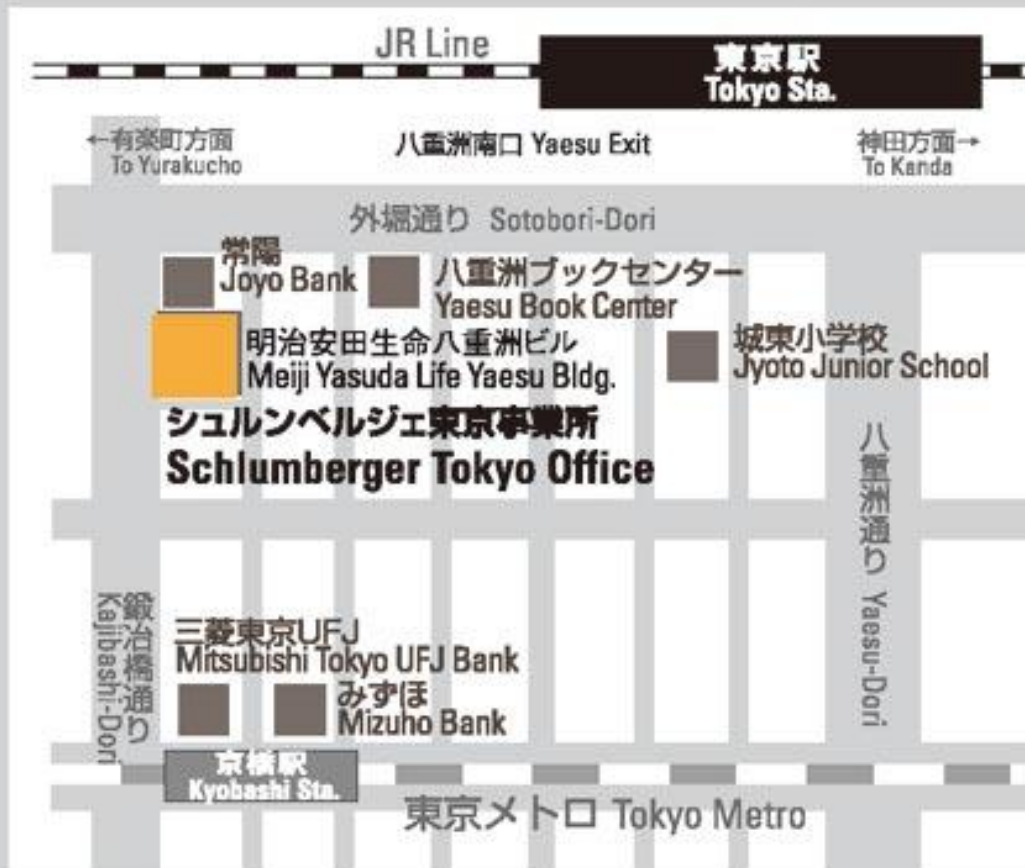 JR Line
東京駅
Tokyo Sta.
←有楽町方面
To Yurakucho
八重洲南口 Yaesu Exit
神田方面→
To Kanda
外堀通り Sotobori-Dori
常陽
Joyo Bank
八重洲ブックセンター
Yaesu Book Center
明治安田生命八重洲ビル
Meiji Yasuda Life Yaesu Bldg.
城東小学校
Jyoto Junior School
シュルンベルジェ東京事業所
Schlumberger Tokyo Office
八重洲通り Yaesu-Dori
鍛冶橋通り
Kajibashi-Dori
三菱東京UFJ
Mitsubishi Tokyo UFJ Bank
みずほ
Mizuho Bank
京橋駅
Kyobashi Sta.
東京メトロ Tokyo Metro